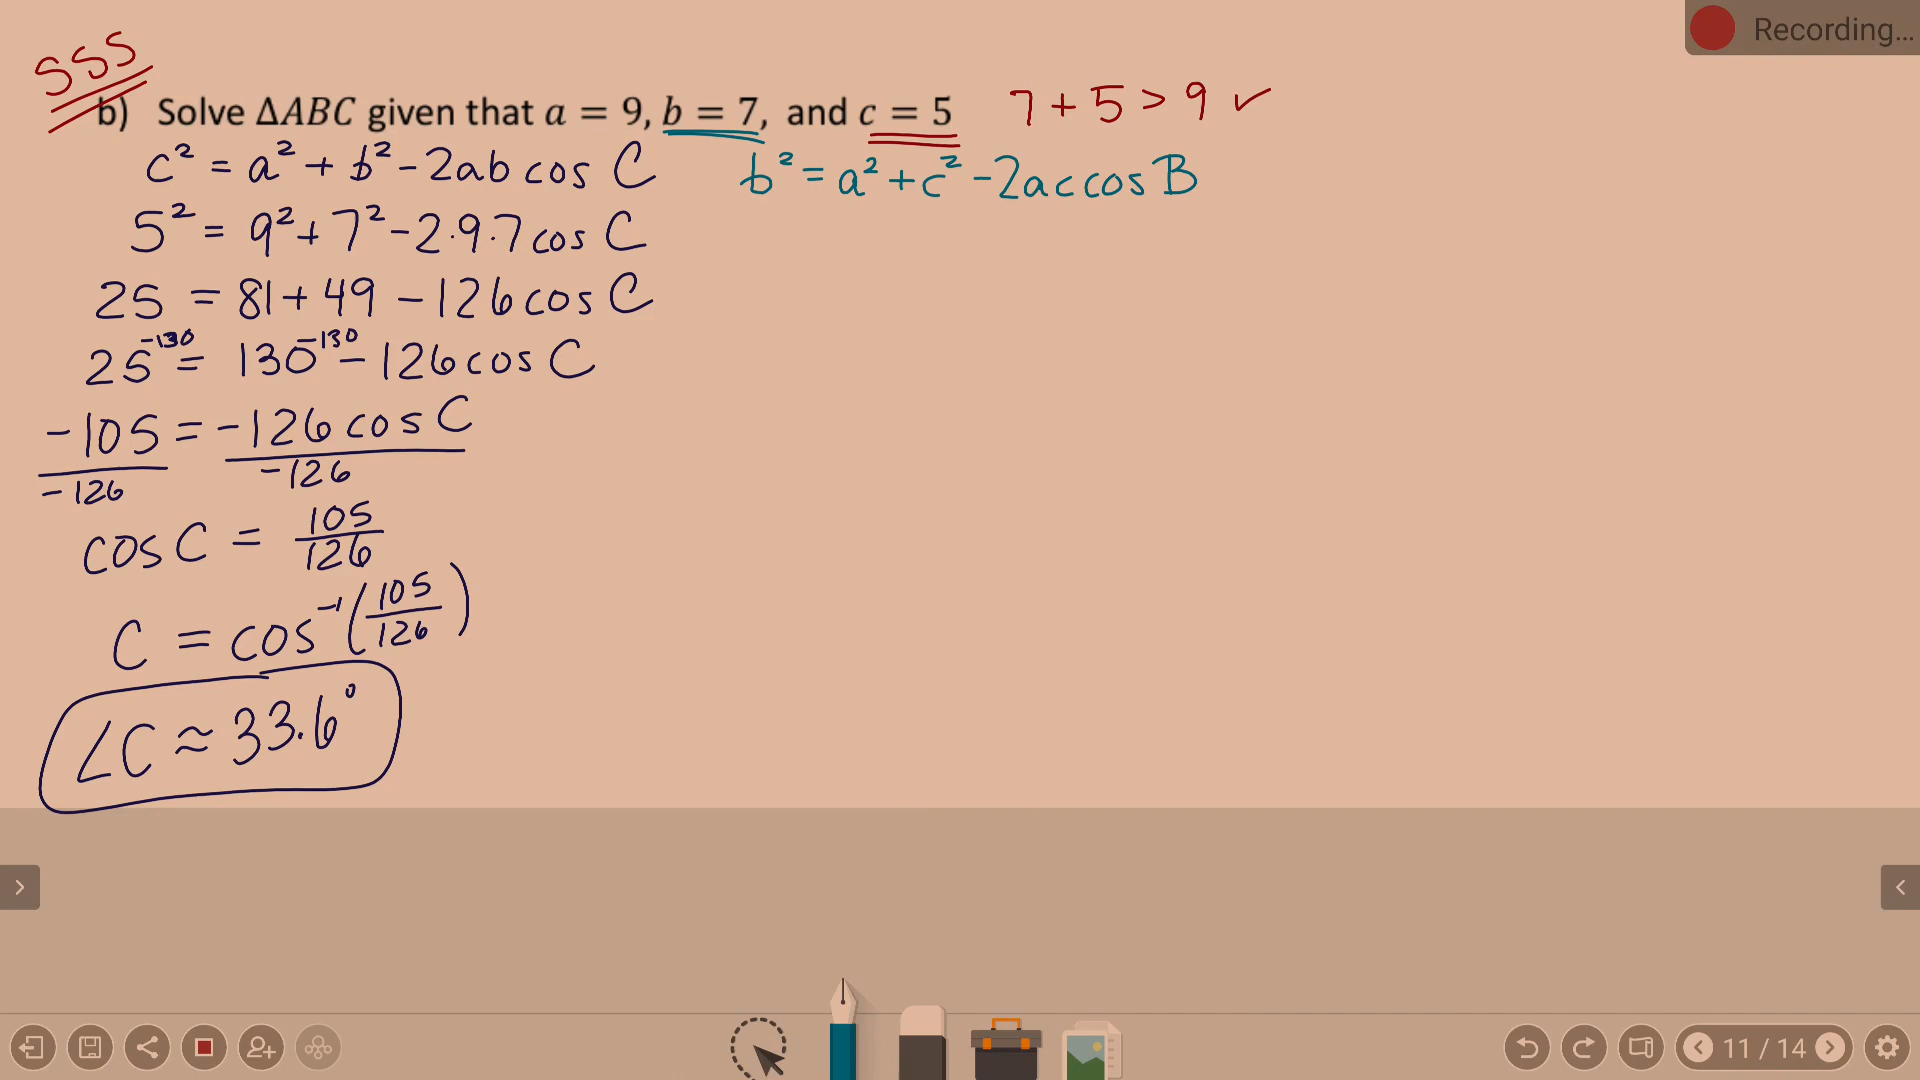 Recording...
SSS
b) Solve ΔABC given that a = 9, b = 7, and c = 5
7 + 5 > 9 ✓
c² = a² + b² - 2ab cos C
5² = 9² + 7² - 2·9·7 cos C
25 = 81 + 49 - 126 cos C
25 -130 = 130 -130 - 126 cos C
-105 = -126 cos C
-126 -126
cos C = 105/126
C = cos⁻¹(105/126)
∠C ≈ 33.6°
b² = a² + c² - 2ac cos B
11 / 14